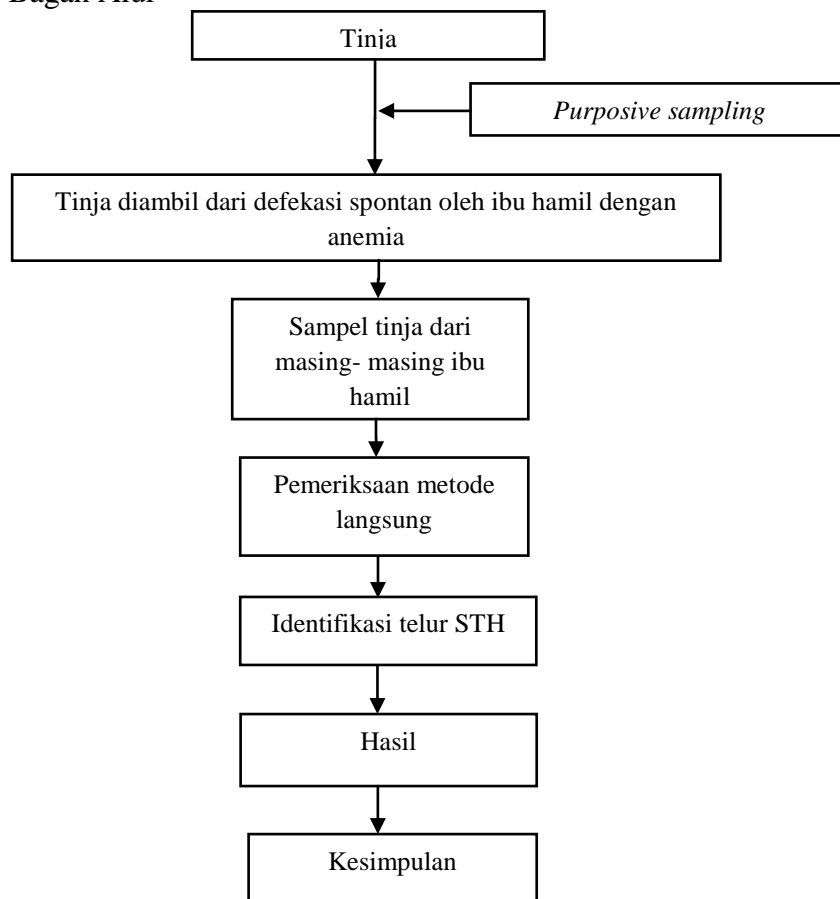 Bagan Alur
Tinja
Purposive sampling
Tinja diambil dari defekasi spontan oleh ibu hamil dengan
anemia
Sampel tinja dari
masing- masing ibu
hamil
Pemeriksaan metode
langsung
Identifikasi telur STH
Hasil
Kesimpulan